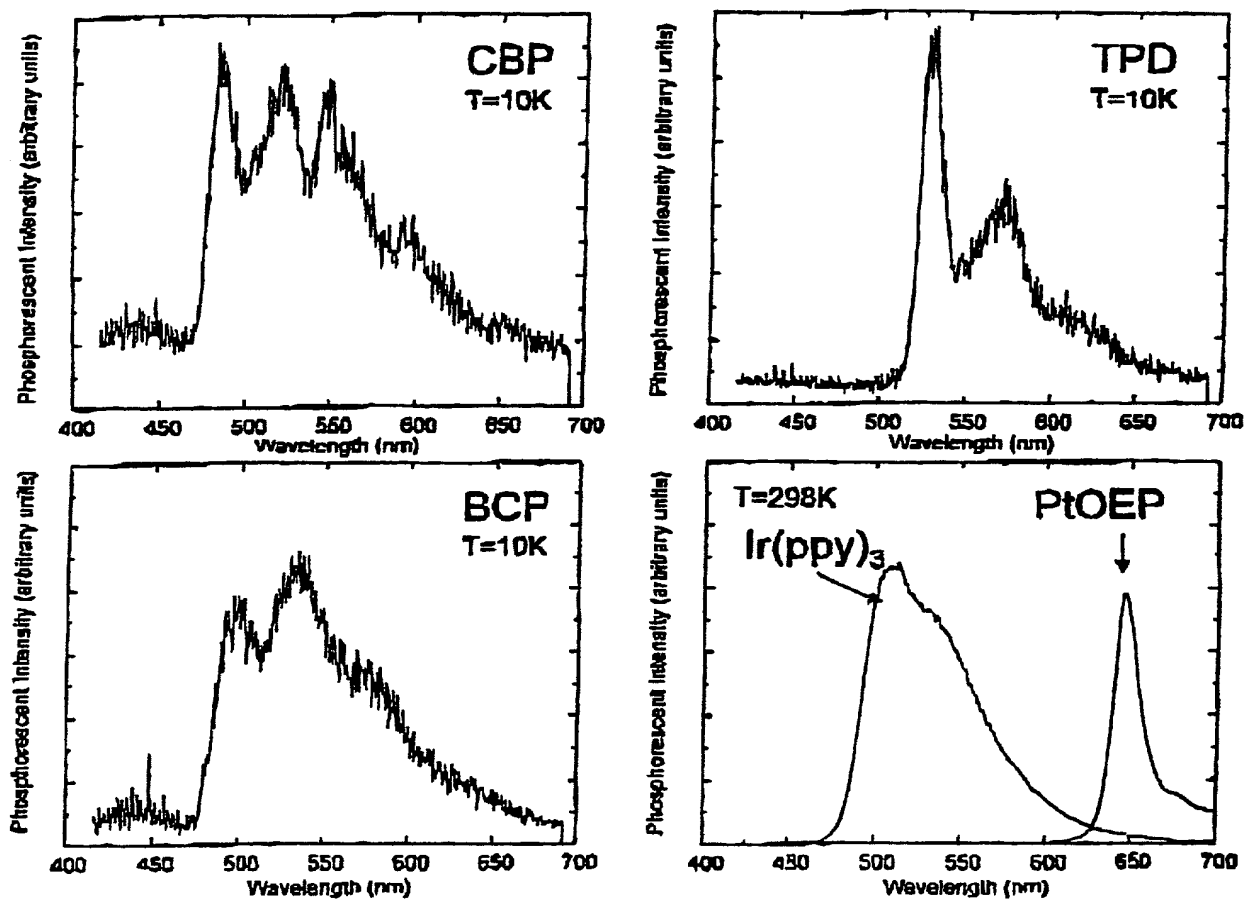 Phosphorescent Intensity (arbitrary units)
CBP
T=10K
400 450 500 550 600 650 700
Wavelength (nm)
Phosphorescent Intensity (arbitrary units)
TPD
T=10K
400 450 500 550 600 650 700
Wavelength (nm)
Phosphorescent Intensity (arbitrary units)
BCP
T=10K
400 450 500 550 600 650 700
Wavelength (nm)
Phosphorescent Intensity (arbitrary units)
T=298K
PtOEP
Ir(ppy)₃
400 450 500 550 600 650 700
Wavelength (nm)